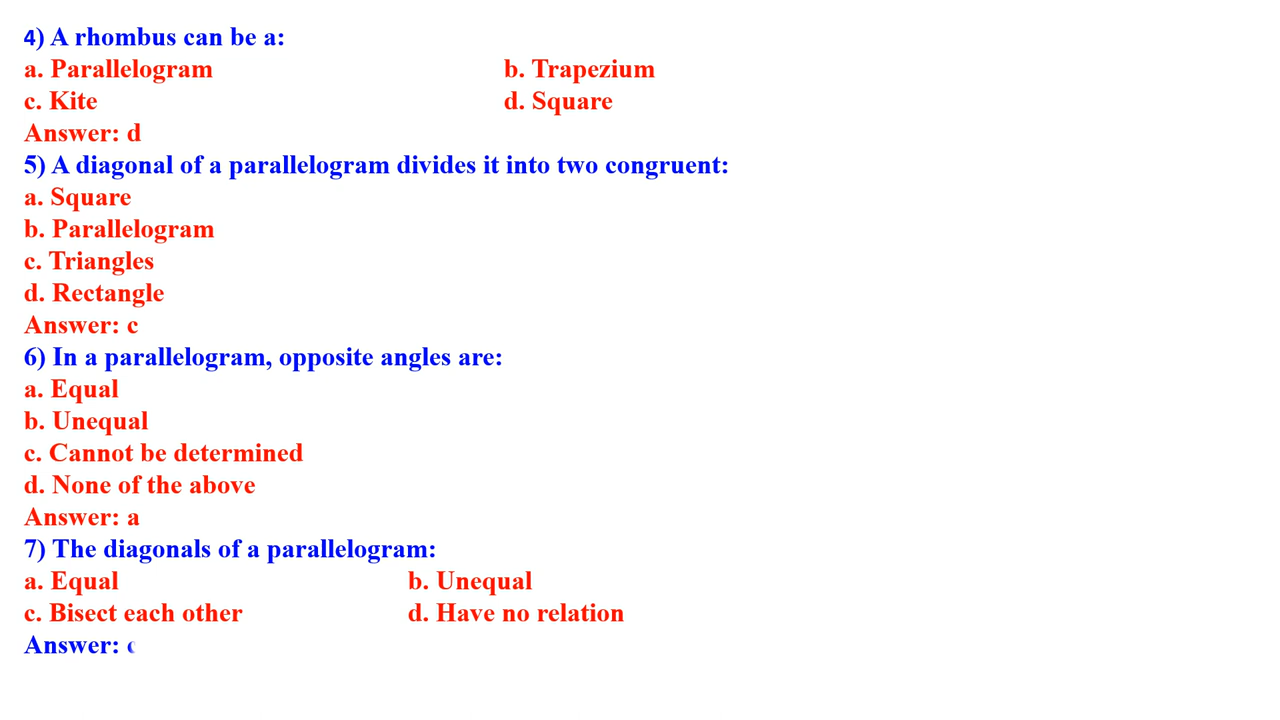 4) A rhombus can be a:
a. Parallelogram b. Trapezium
c. Kite d. Square
Answer: d
5) A diagonal of a parallelogram divides it into two congruent:
a. Square
b. Parallelogram
c. Triangles
d. Rectangle
Answer: c
6) In a parallelogram, opposite angles are:
a. Equal
b. Unequal
c. Cannot be determined
d. None of the above
Answer: a
7) The diagonals of a parallelogram:
a. Equal b. Unequal
c. Bisect each other d. Have no relation
Answer: